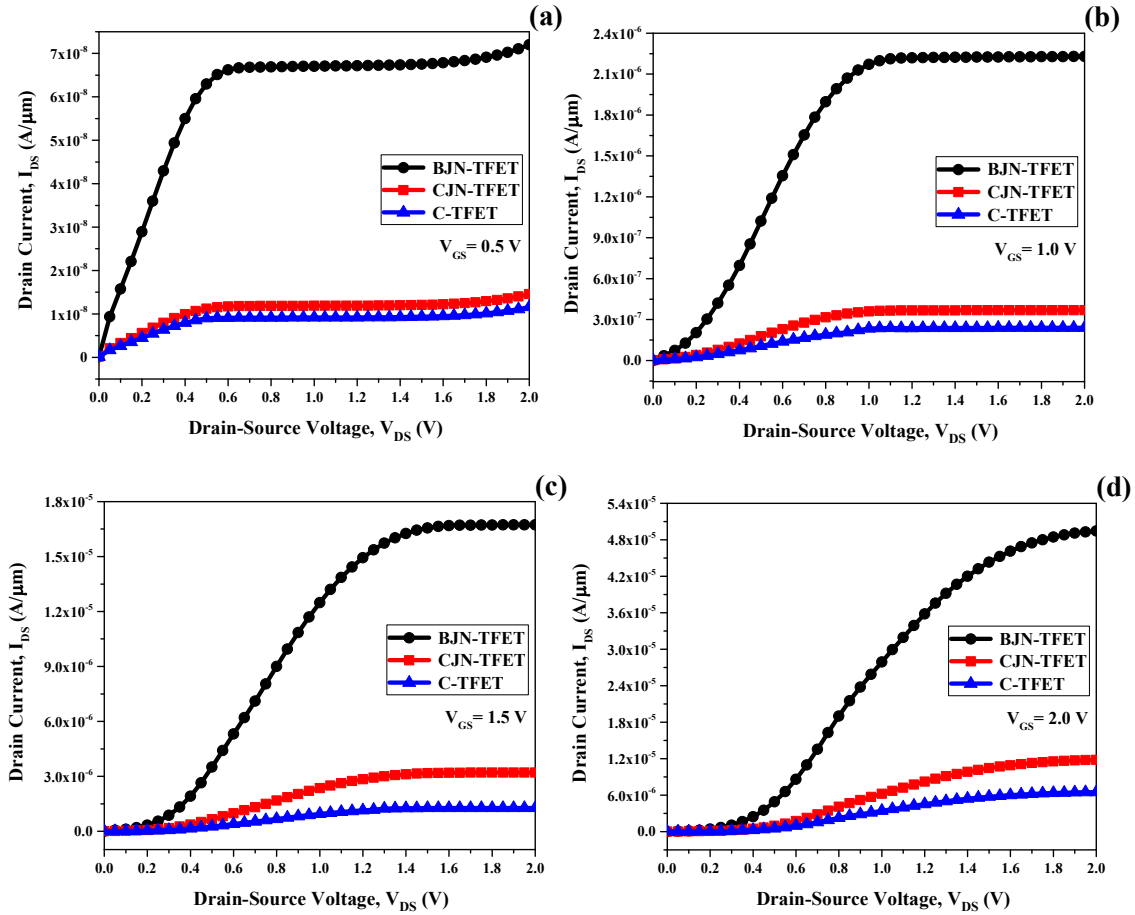 (a)
Drain Current, I_DS (A/μm)
7x10⁻⁸
6x10⁻⁸
5x10⁻⁸
4x10⁻⁸
3x10⁻⁸
2x10⁻⁸
1x10⁻⁸
0
BJN-TFET
CJN-TFET
C-TFET
V_GS= 0.5 V
0.0 0.2 0.4 0.6 0.8 1.0 1.2 1.4 1.6 1.8 2.0
Drain-Source Voltage, V_DS (V)
(b)
Drain Current, I_DS (A/μm)
2.4x10⁻⁶
2.1x10⁻⁶
1.8x10⁻⁶
1.5x10⁻⁶
1.2x10⁻⁶
9.0x10⁻⁷
6.0x10⁻⁷
3.0x10⁻⁷
0.0
BJN-TFET
CJN-TFET
C-TFET
V_GS= 1.0 V
0.0 0.2 0.4 0.6 0.8 1.0 1.2 1.4 1.6 1.8 2.0
Drain-Source Voltage, V_DS (V)
(c)
Drain Current, I_DS (A/μm)
1.8x10⁻⁵
1.5x10⁻⁵
1.2x10⁻⁵
9.0x10⁻⁶
6.0x10⁻⁶
3.0x10⁻⁶
0.0
BJN-TFET
CJN-TFET
C-TFET
V_GS= 1.5 V
0.0 0.2 0.4 0.6 0.8 1.0 1.2 1.4 1.6 1.8 2.0
Drain-Source Voltage, V_DS (V)
(d)
Drain Current, I_DS (A/μm)
5.4x10⁻⁵
4.8x10⁻⁵
4.2x10⁻⁵
3.6x10⁻⁵
3.0x10⁻⁵
2.4x10⁻⁵
1.8x10⁻⁵
1.2x10⁻⁵
6.0x10⁻⁶
0.0
BJN-TFET
CJN-TFET
C-TFET
V_GS= 2.0 V
0.0 0.2 0.4 0.6 0.8 1.0 1.2 1.4 1.6 1.8 2.0
Drain-Source Voltage, V_DS (V)